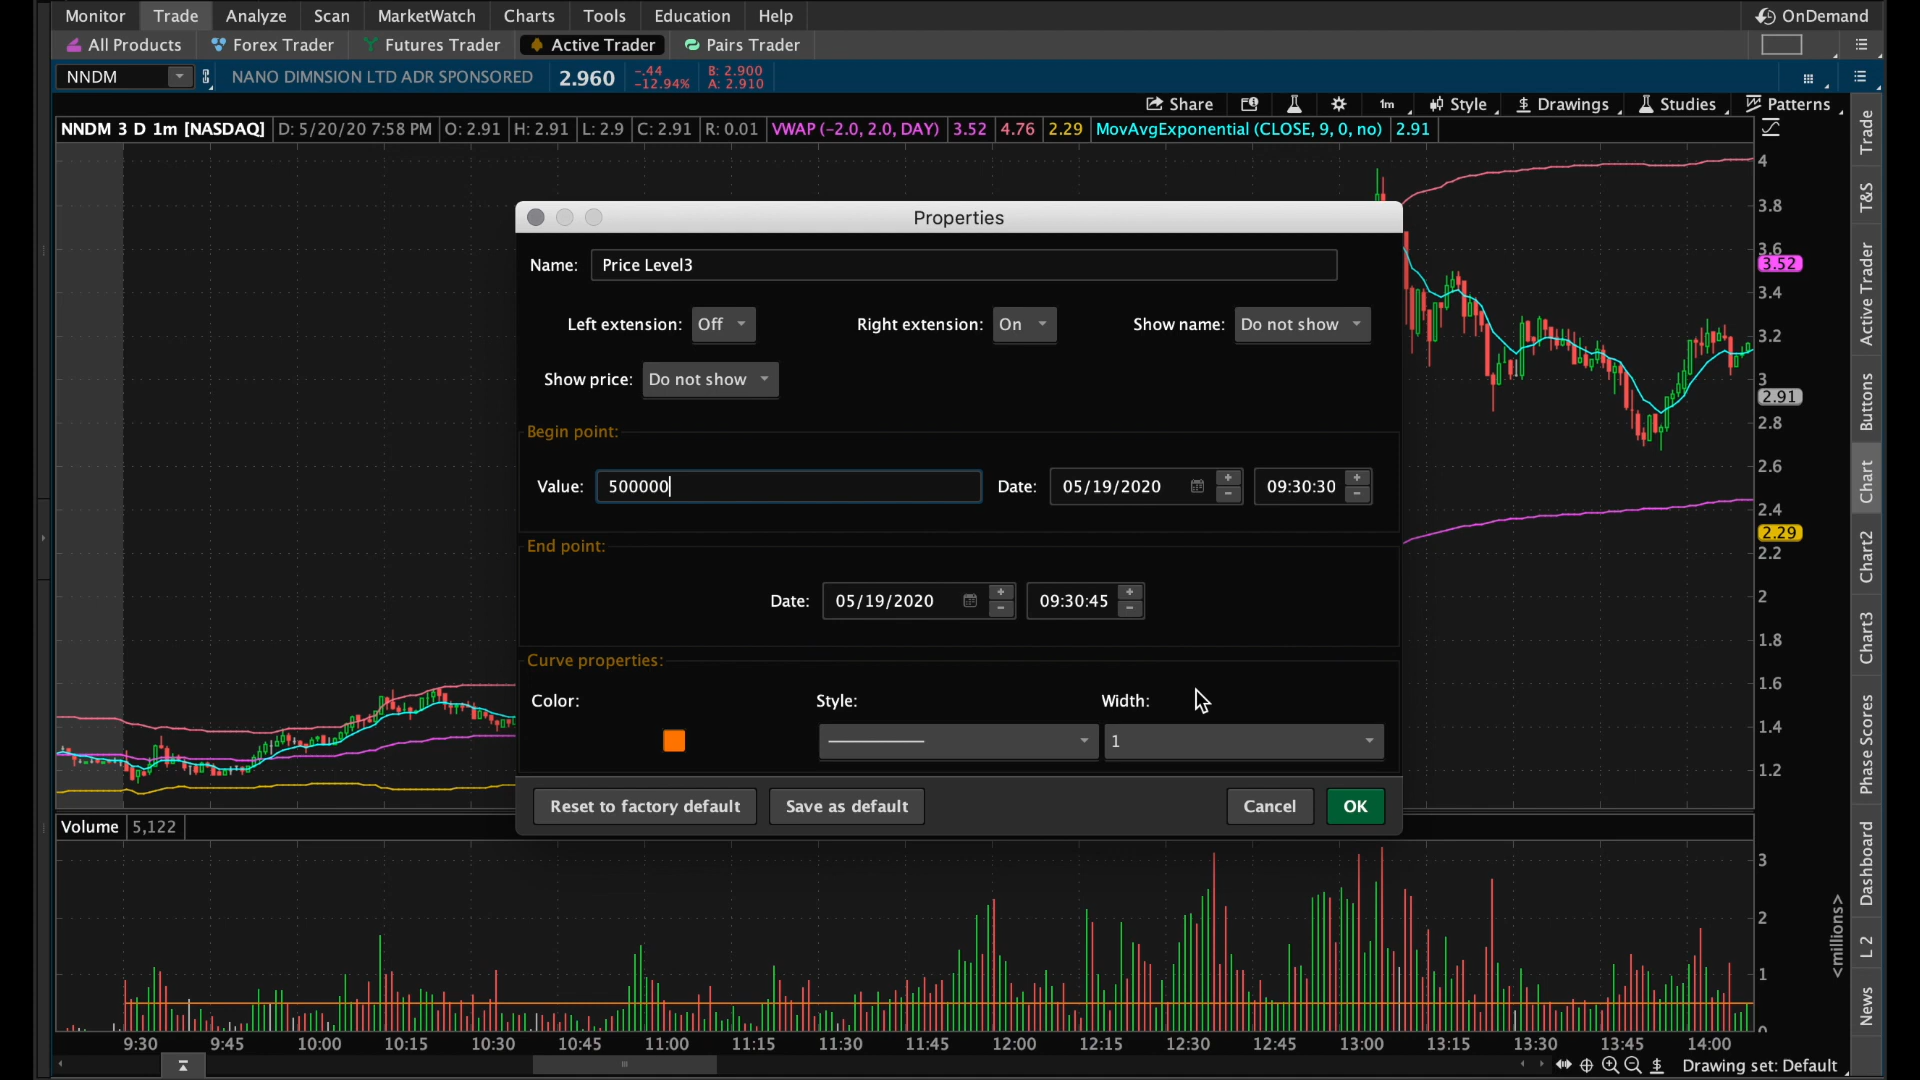 Monitor Trade Analyze Scan MarketWatch Charts Tools Education Help OnDemand
All Products Forex Trader Futures Trader Active Trader Pairs Trader
NNDM NANO DIMNSION LTD ADR SPONSORED 2.960 -.44 B: 2.900
-12.94% A: 2.910
Share 1m Style Drawings Studies Patterns
NNDM 3 D 1m [NASDAQ] D: 5/20/20 7:58 PM O: 2.91 H: 2.91 L: 2.9 C: 2.91 R: 0.01 VWAP (-2.0, 2.0, DAY) 3.52 4.76 2.29 MovAvgExponential (CLOSE, 9, 0, no) 2.91
Properties
Name: Price Level3
Left extension: Off Right extension: On Show name: Do not show
Show price: Do not show
Begin point:
Value: 500000 Date: 05/19/2020 09:30:30
End point:
Date: 05/19/2020 09:30:45
Curve properties:
Color: Style: Width:
1
Reset to factory default Save as default Cancel OK
4
3.8
3.6
3.52
3.4
3.2
3
2.91
2.8
2.6
2.4
2.29
2.2
2
1.8
1.6
1.4
1.2
Volume 5,122
3
2
1
0
<millions>
9:30 9:45 10:00 10:15 10:30 10:45 11:00 11:15 11:30 11:45 12:00 12:15 12:30 12:45 13:00 13:15 13:30 13:45 14:00
Drawing set: Default
Trade
T&S
Active Trader
Buttons
Chart
Chart2
Chart3
Phase Scores
Dashboard
L 2
News